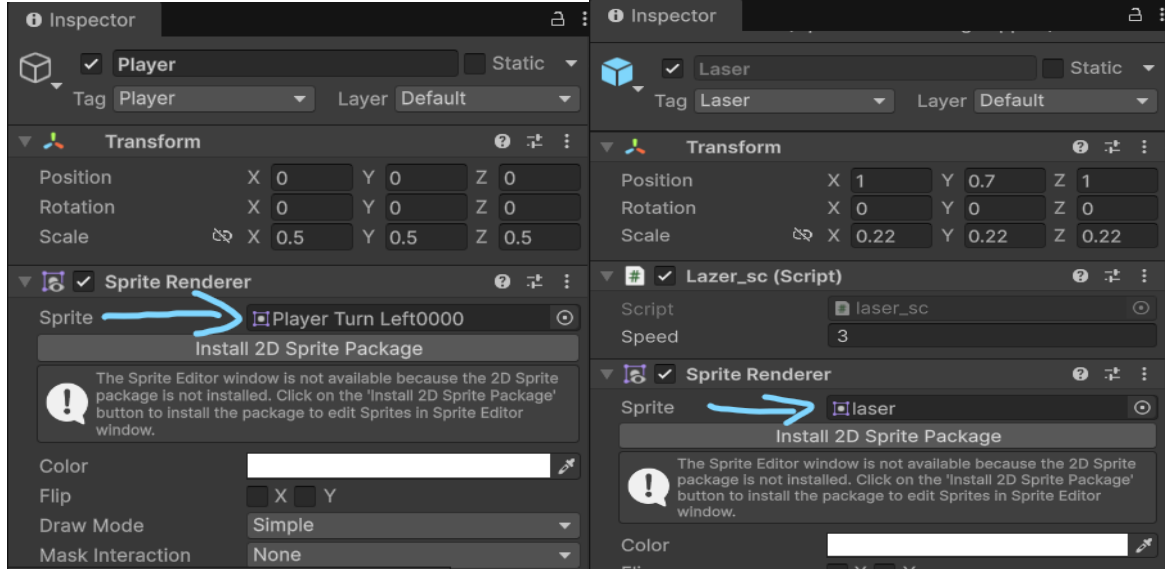 Inspector
Player
Static
Tag Player Layer Default
Transform
Position X 0 Y 0 Z 0
Rotation X 0 Y 0 Z 0
Scale X 0.5 Y 0.5 Z 0.5
Sprite Renderer
Sprite Player Turn Left0000
Install 2D Sprite Package
The Sprite Editor window is not available because the 2D Sprite
package is not installed. Click on the 'Install 2D Sprite Package'
button to install the package to edit Sprites in Sprite Editor
window.
Color
Flip X Y
Draw Mode Simple
Mask Interaction None
Inspector
Laser Static
Tag Laser Layer Default
Transform
Position X 1 Y 0.7 Z 1
Rotation X 0 Y 0 Z 0
Scale X 0.22 Y 0.22 Z 0.22
# Lazer_sc (Script)
Script laser_sc
Speed 3
Sprite Renderer
Sprite laser
Install 2D Sprite Package
The Sprite Editor window is not available because the 2D Sprite
package is not installed. Click on the 'Install 2D Sprite Package'
button to install the package to edit Sprites in Sprite Editor
window.
Color